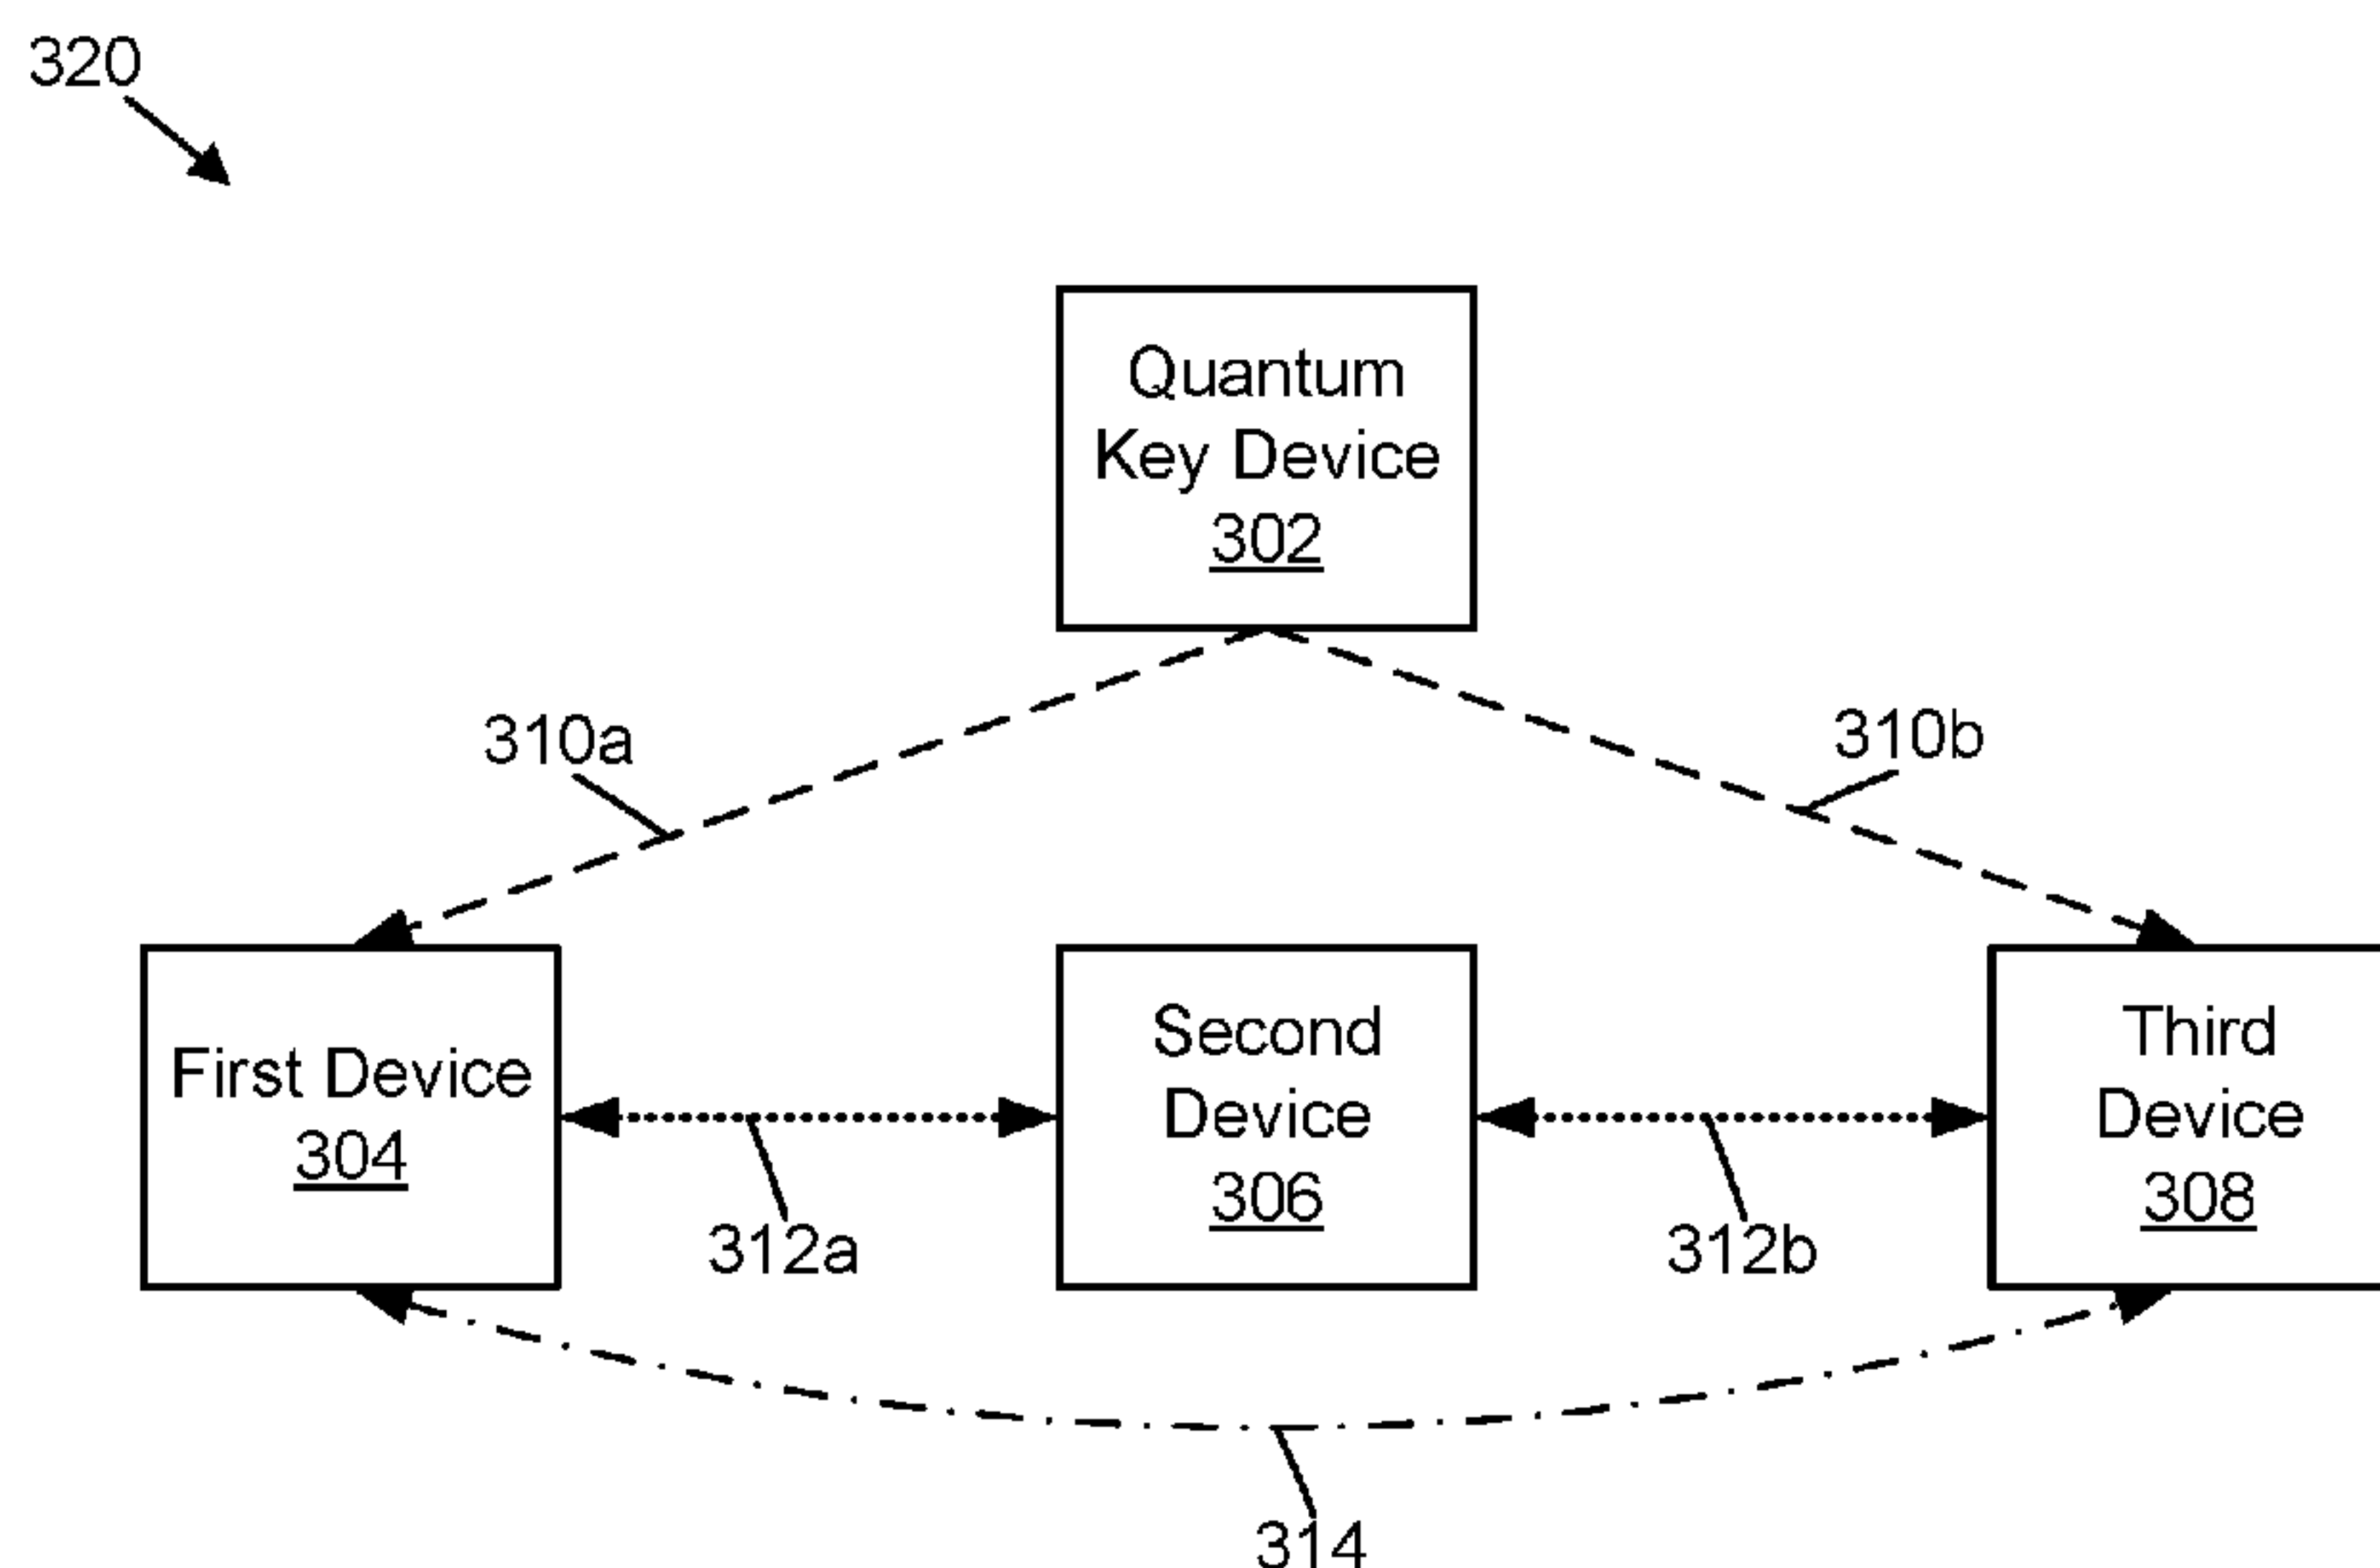 320
Quantum
Key Device
302
310a
310b
First Device
304
Second
Device
306
Third
Device
308
312a
312b
314